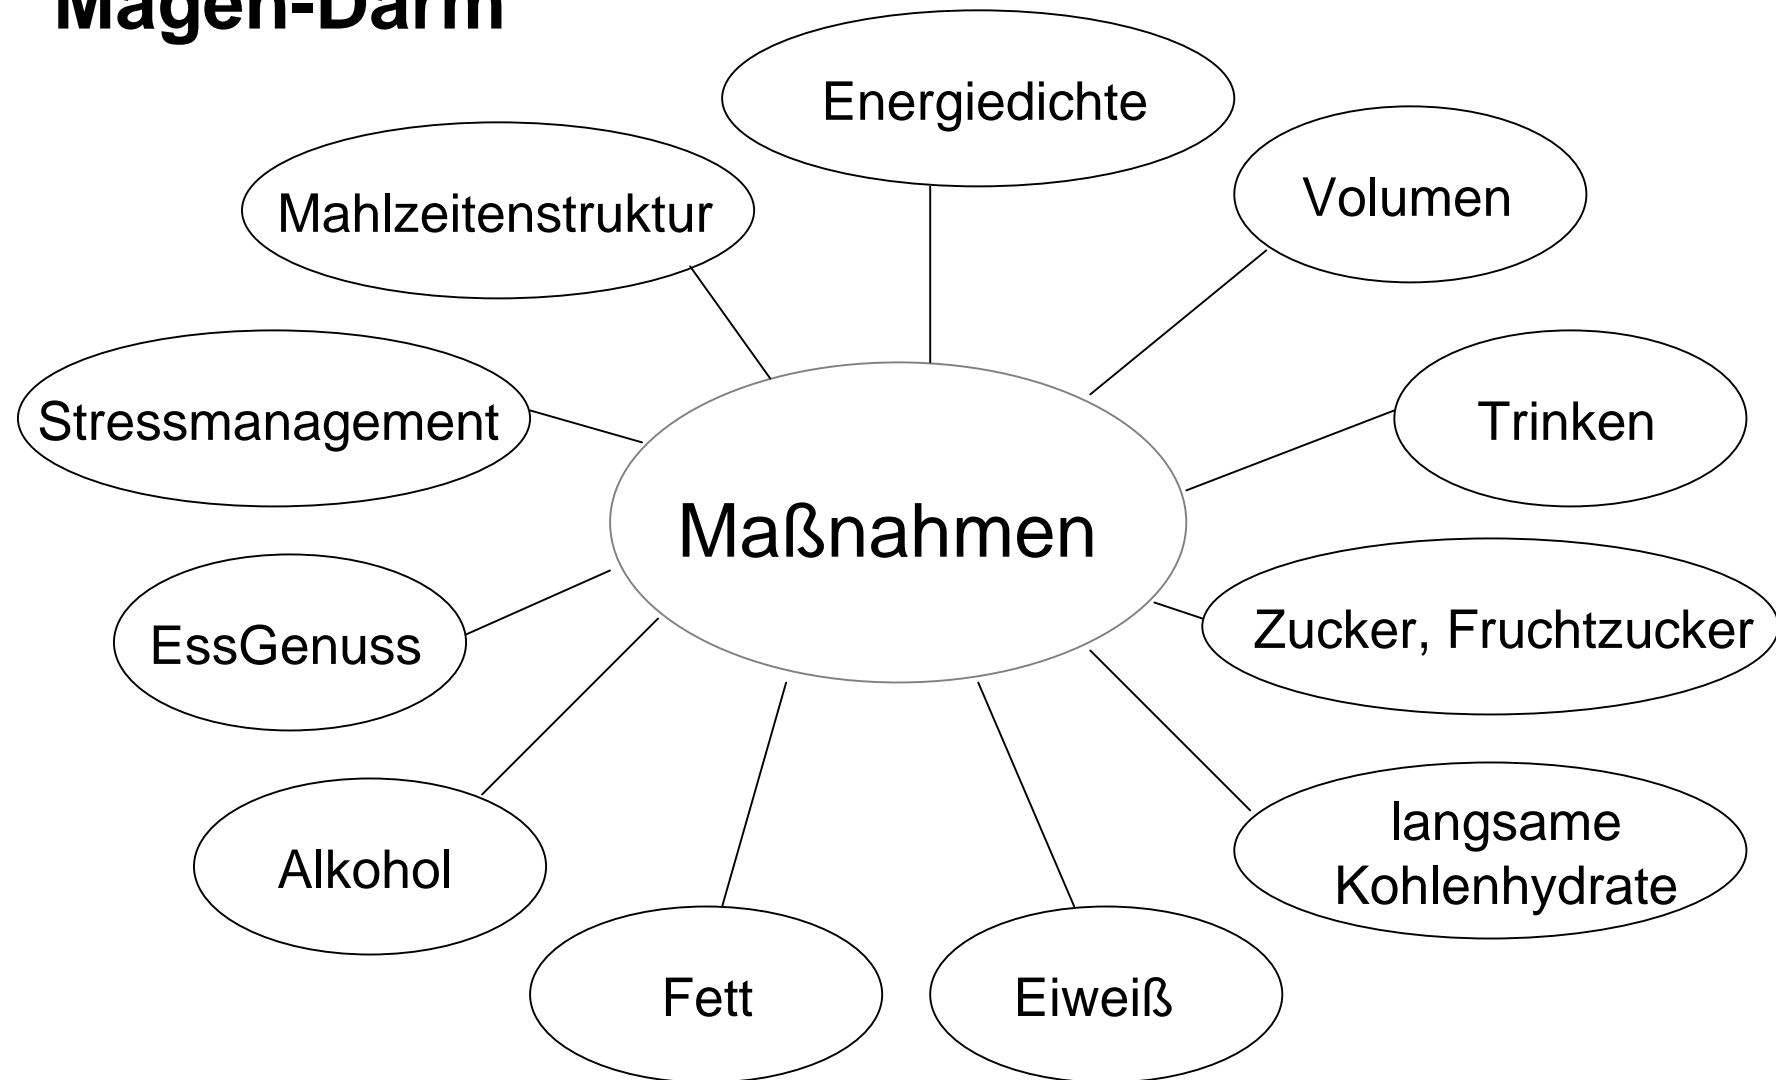 Magen-Darm
Energiedichte
Volumen
Mahlzeitenstruktur
Trinken
Stressmanagement
Maßnahmen
Zucker, Fruchtzucker
EssGenuss
langsame
Kohlenhydrate
Alkohol
Fett
Eiweiß